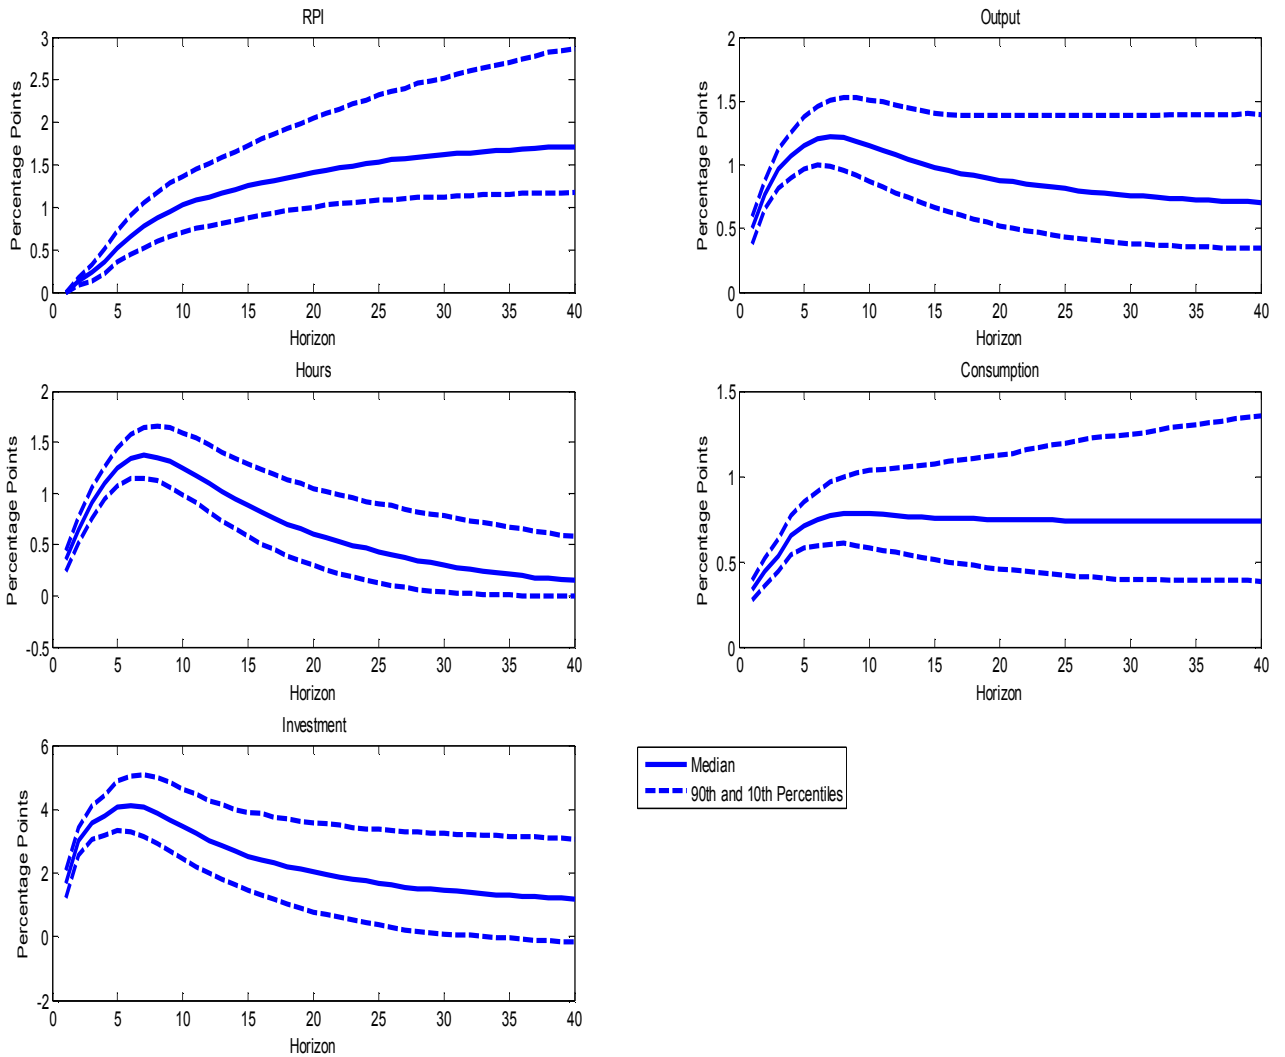 RPI
Percentage Points
3
2.5
2
1.5
1
0.5
0
0 5 10 15 20 25 30 35 40
Horizon
Output
Percentage Points
2
1.5
1
0.5
0
0 5 10 15 20 25 30 35 40
Horizon
Hours
Percentage Points
2
1.5
1
0.5
0
-0.5
0 5 10 15 20 25 30 35 40
Horizon
Consumption
Percentage Points
1.5
1
0.5
0
0 5 10 15 20 25 30 35 40
Horizon
Investment
Percentage Points
6
4
2
0
-2
0 5 10 15 20 25 30 35 40
Horizon
Median
90th and 10th Percentiles